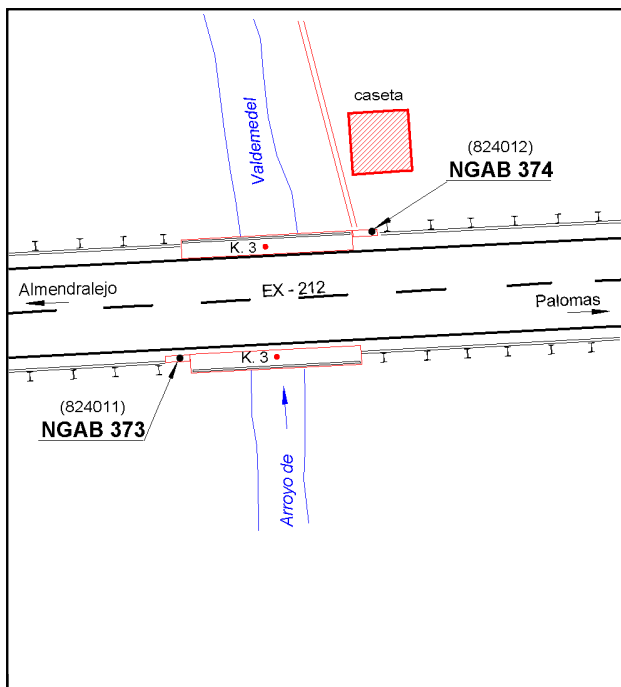 caseta
Valdemedel
(824012)
NGAB 374
K. 3
Almendralejo
EX - 212
Palomas
K. 3
(824011)
NGAB 373
Arroyo de